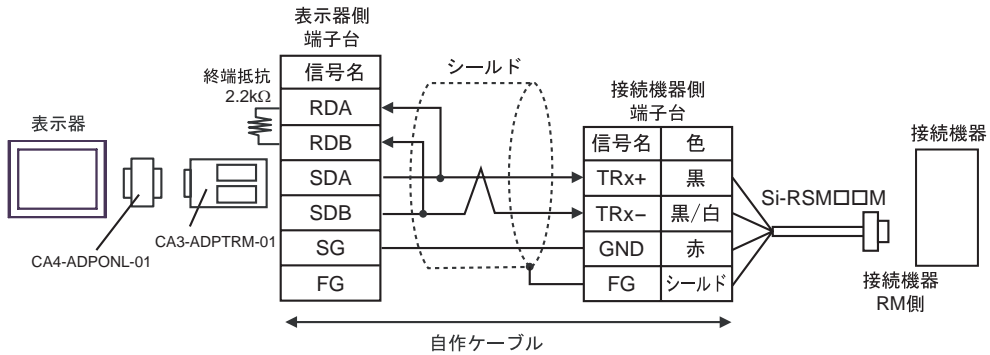 表示器側
端子台
信号名
RDA
RDB
SDA
SDB
SG
FG
終端抵抗
2.2kΩ
シールド
表示器
CA4-ADPONL-01
CA3-ADPTRM-01
接続機器側
端子台
信号名 色
TRx+ 黒
TRx− 黒/白
GND 赤
FG シールド
Si-RSM□□M
接続機器
接続機器
RM側
自作ケーブル